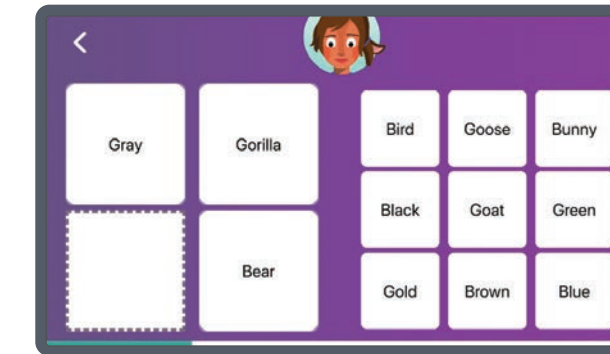 Gray
Gorilla
Bear
Bird
Goose
Bunny
Black
Goat
Green
Gold
Brown
Blue